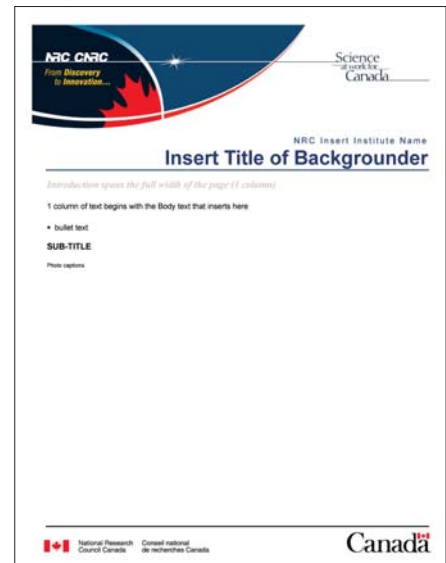 NRC CNRC
From Discovery
to Innovation...
Science
at work for
Canada
NRC Insert Institute Name
Insert Title of Backgrounder
Introduction spans the full width of the page (1 column)
1 column of text begins with the Body text that inserts here
• bullet text
SUB-TITLE
Photo captions
National Research Council Canada
Conseil national de recherches Canada
Canada